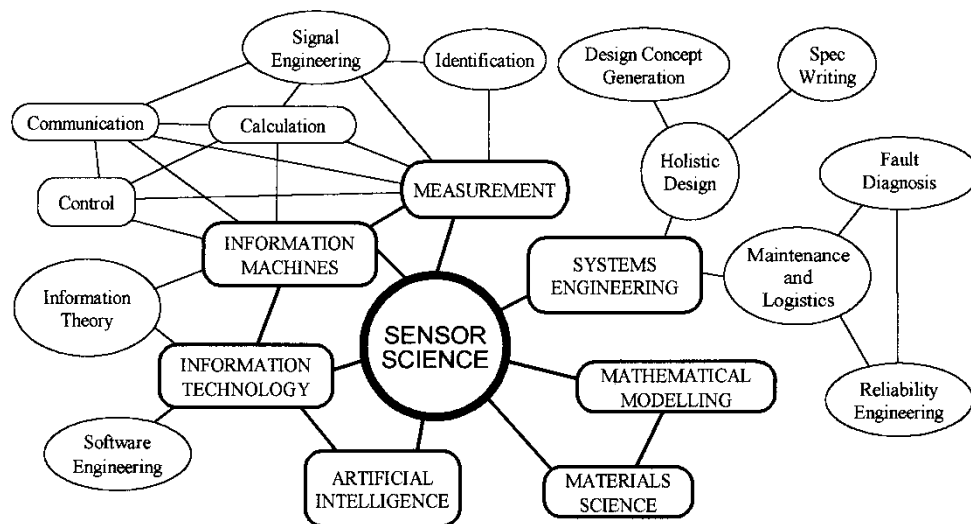 Signal
Engineering
Identification
Design Concept
Generation
Spec
Writing
Communication
Calculation
Control
MEASUREMENT
Holistic
Design
Fault
Diagnosis
INFORMATION
MACHINES
SYSTEMS
ENGINEERING
Maintenance
and
Logistics
Information
Theory
SENSOR
SCIENCE
INFORMATION
TECHNOLOGY
MATHEMATICAL
MODELLING
Reliability
Engineering
Software
Engineering
ARTIFICIAL
INTELLIGENCE
MATERIALS
SCIENCE